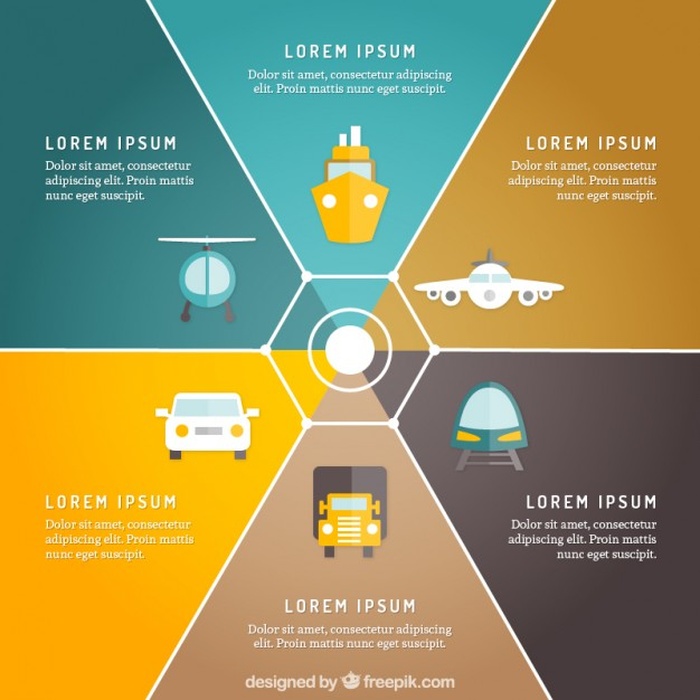 LOREM IPSUM
Dolor sit amet, consectetur adipiscing
elit. Proin mattis nunc eget suscipit.
LOREM IPSUM
Dolor sit amet, consectetur
adipiscing elit. Proin mattis
nunc eget suscipit.
LOREM IPSUM
Dolor sit amet, consectetur
adipiscing elit. Proin mattis
nunc eget suscipit.
LOREM IPSUM
Dolor sit amet, consectetur
adipiscing elit. Proin mattis
nunc eget suscipit.
LOREM IPSUM
Dolor sit amet, consectetur
adipiscing elit. Proin mattis
nunc eget suscipit.
LOREM IPSUM
Dolor sit amet, consectetur adipiscing
elit. Proin mattis nunc eget suscipit.
designed by freepik.com